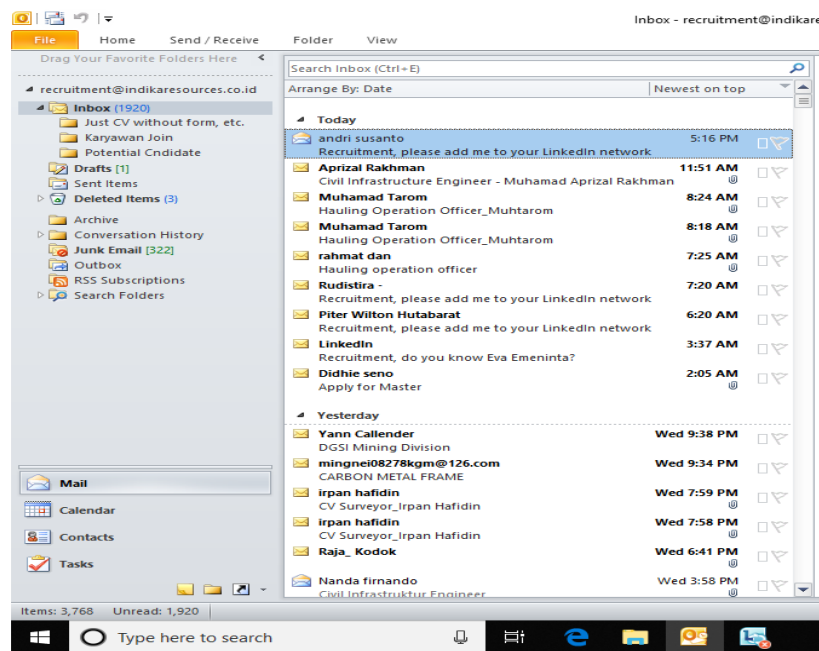 Inbox - recruitment@indikare
File Home Send / Receive Folder View
Drag Your Favorite Folders Here
recruitment@indikaresources.co.id
Inbox (1920)
Just CV without form, etc.
Karyawan Join
Potential Cndidate
Drafts [1]
Sent Items
Deleted Items (3)
Archive
Conversation History
Junk Email [322]
Outbox
RSS Subscriptions
Search Folders
Mail
Calendar
Contacts
Tasks
Search Inbox (Ctrl+E)
Arrange By: Date Newest on top
Today
andri susanto 5:16 PM
Recruitment, please add me to your LinkedIn network
Aprizal Rakhman 11:51 AM
Civil Infrastructure Engineer - Muhamad Aprizal Rakhman
Muhamad Tarom 8:24 AM
Hauling Operation Officer_Muhtarom
Muhamad Tarom 8:18 AM
Hauling Operation Officer_Muhtarom
rahmat dan 7:25 AM
Hauling operation officer
Rudistira - 7:20 AM
Recruitment, please add me to your LinkedIn network
Piter Wilton Hutabarat 6:20 AM
Recruitment, please add me to your LinkedIn network
LinkedIn 3:37 AM
Recruitment, do you know Eva Emeninta?
Didhie seno 2:05 AM
Apply for Master
Yesterday
Yann Callender Wed 9:38 PM
DGSI Mining Division
mingnei08278kgm@126.com Wed 9:34 PM
CARBON METAL FRAME
irpan hafidin Wed 7:59 PM
CV Surveyor_Irpan Hafidin
irpan hafidin Wed 7:58 PM
CV Surveyor_Irpan Hafidin
Raja_ Kodok Wed 6:41 PM
Nanda firnando Wed 3:58 PM
Civil Infrastruktur Engineer
Items: 3,768 Unread: 1,920
Type here to search